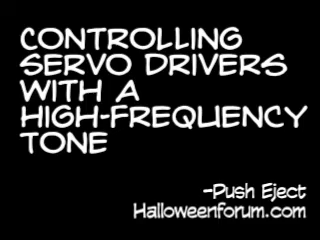 CONTROLLING
SERVO DRIVERS
WITH A
HIGH-FREQUENCY
TONE
-Push Eject
Halloweenforum.com